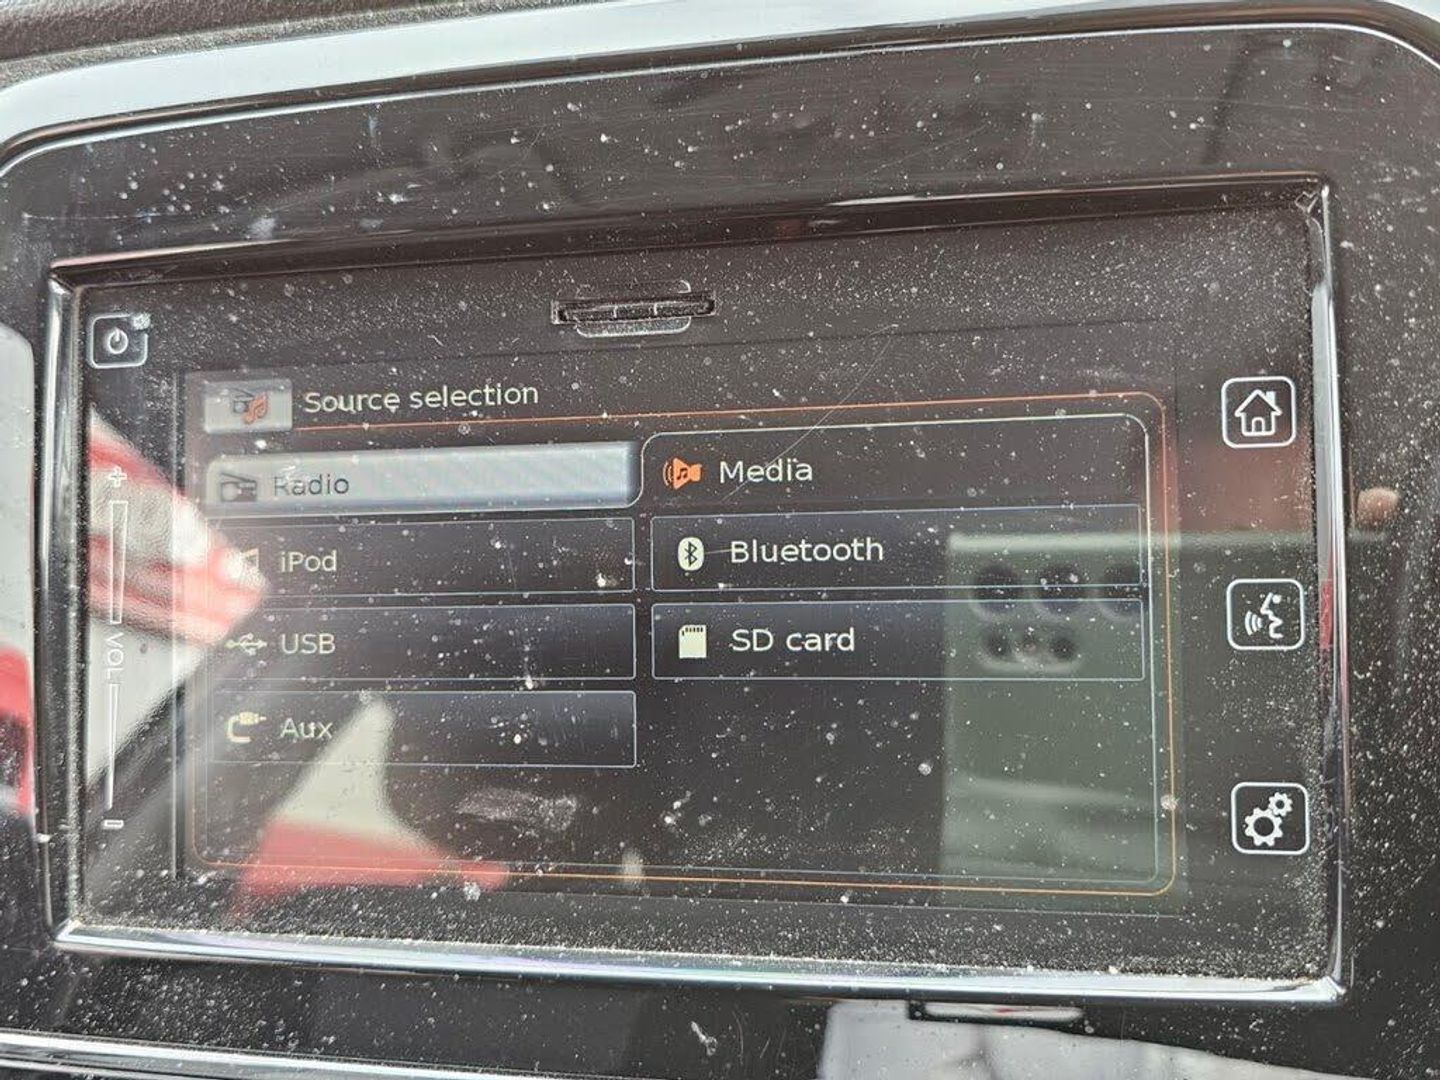 Source selection
Radio
Media
iPod
Bluetooth
USB
SD card
Aux
+
VOL
-